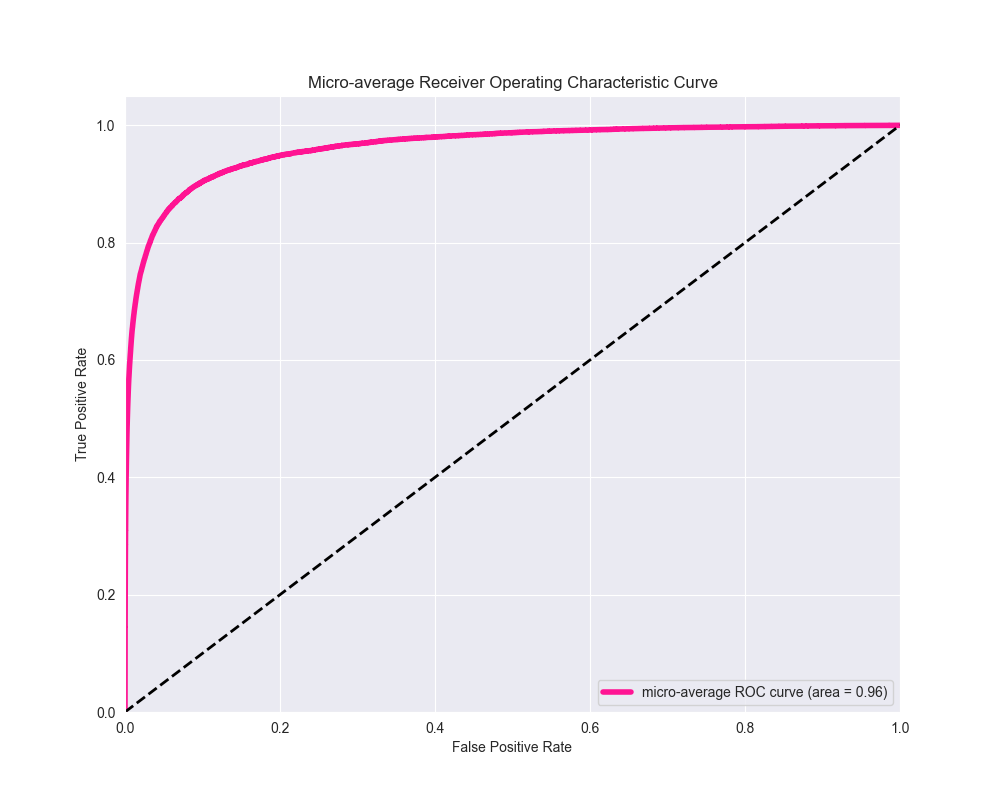 Micro-average Receiver Operating Characteristic Curve
1.0
0.8
0.6
0.4
0.2
0.0
True Positive Rate
micro-average ROC curve (area = 0.96)
0.0 0.2 0.4 0.6 0.8 1.0
False Positive Rate